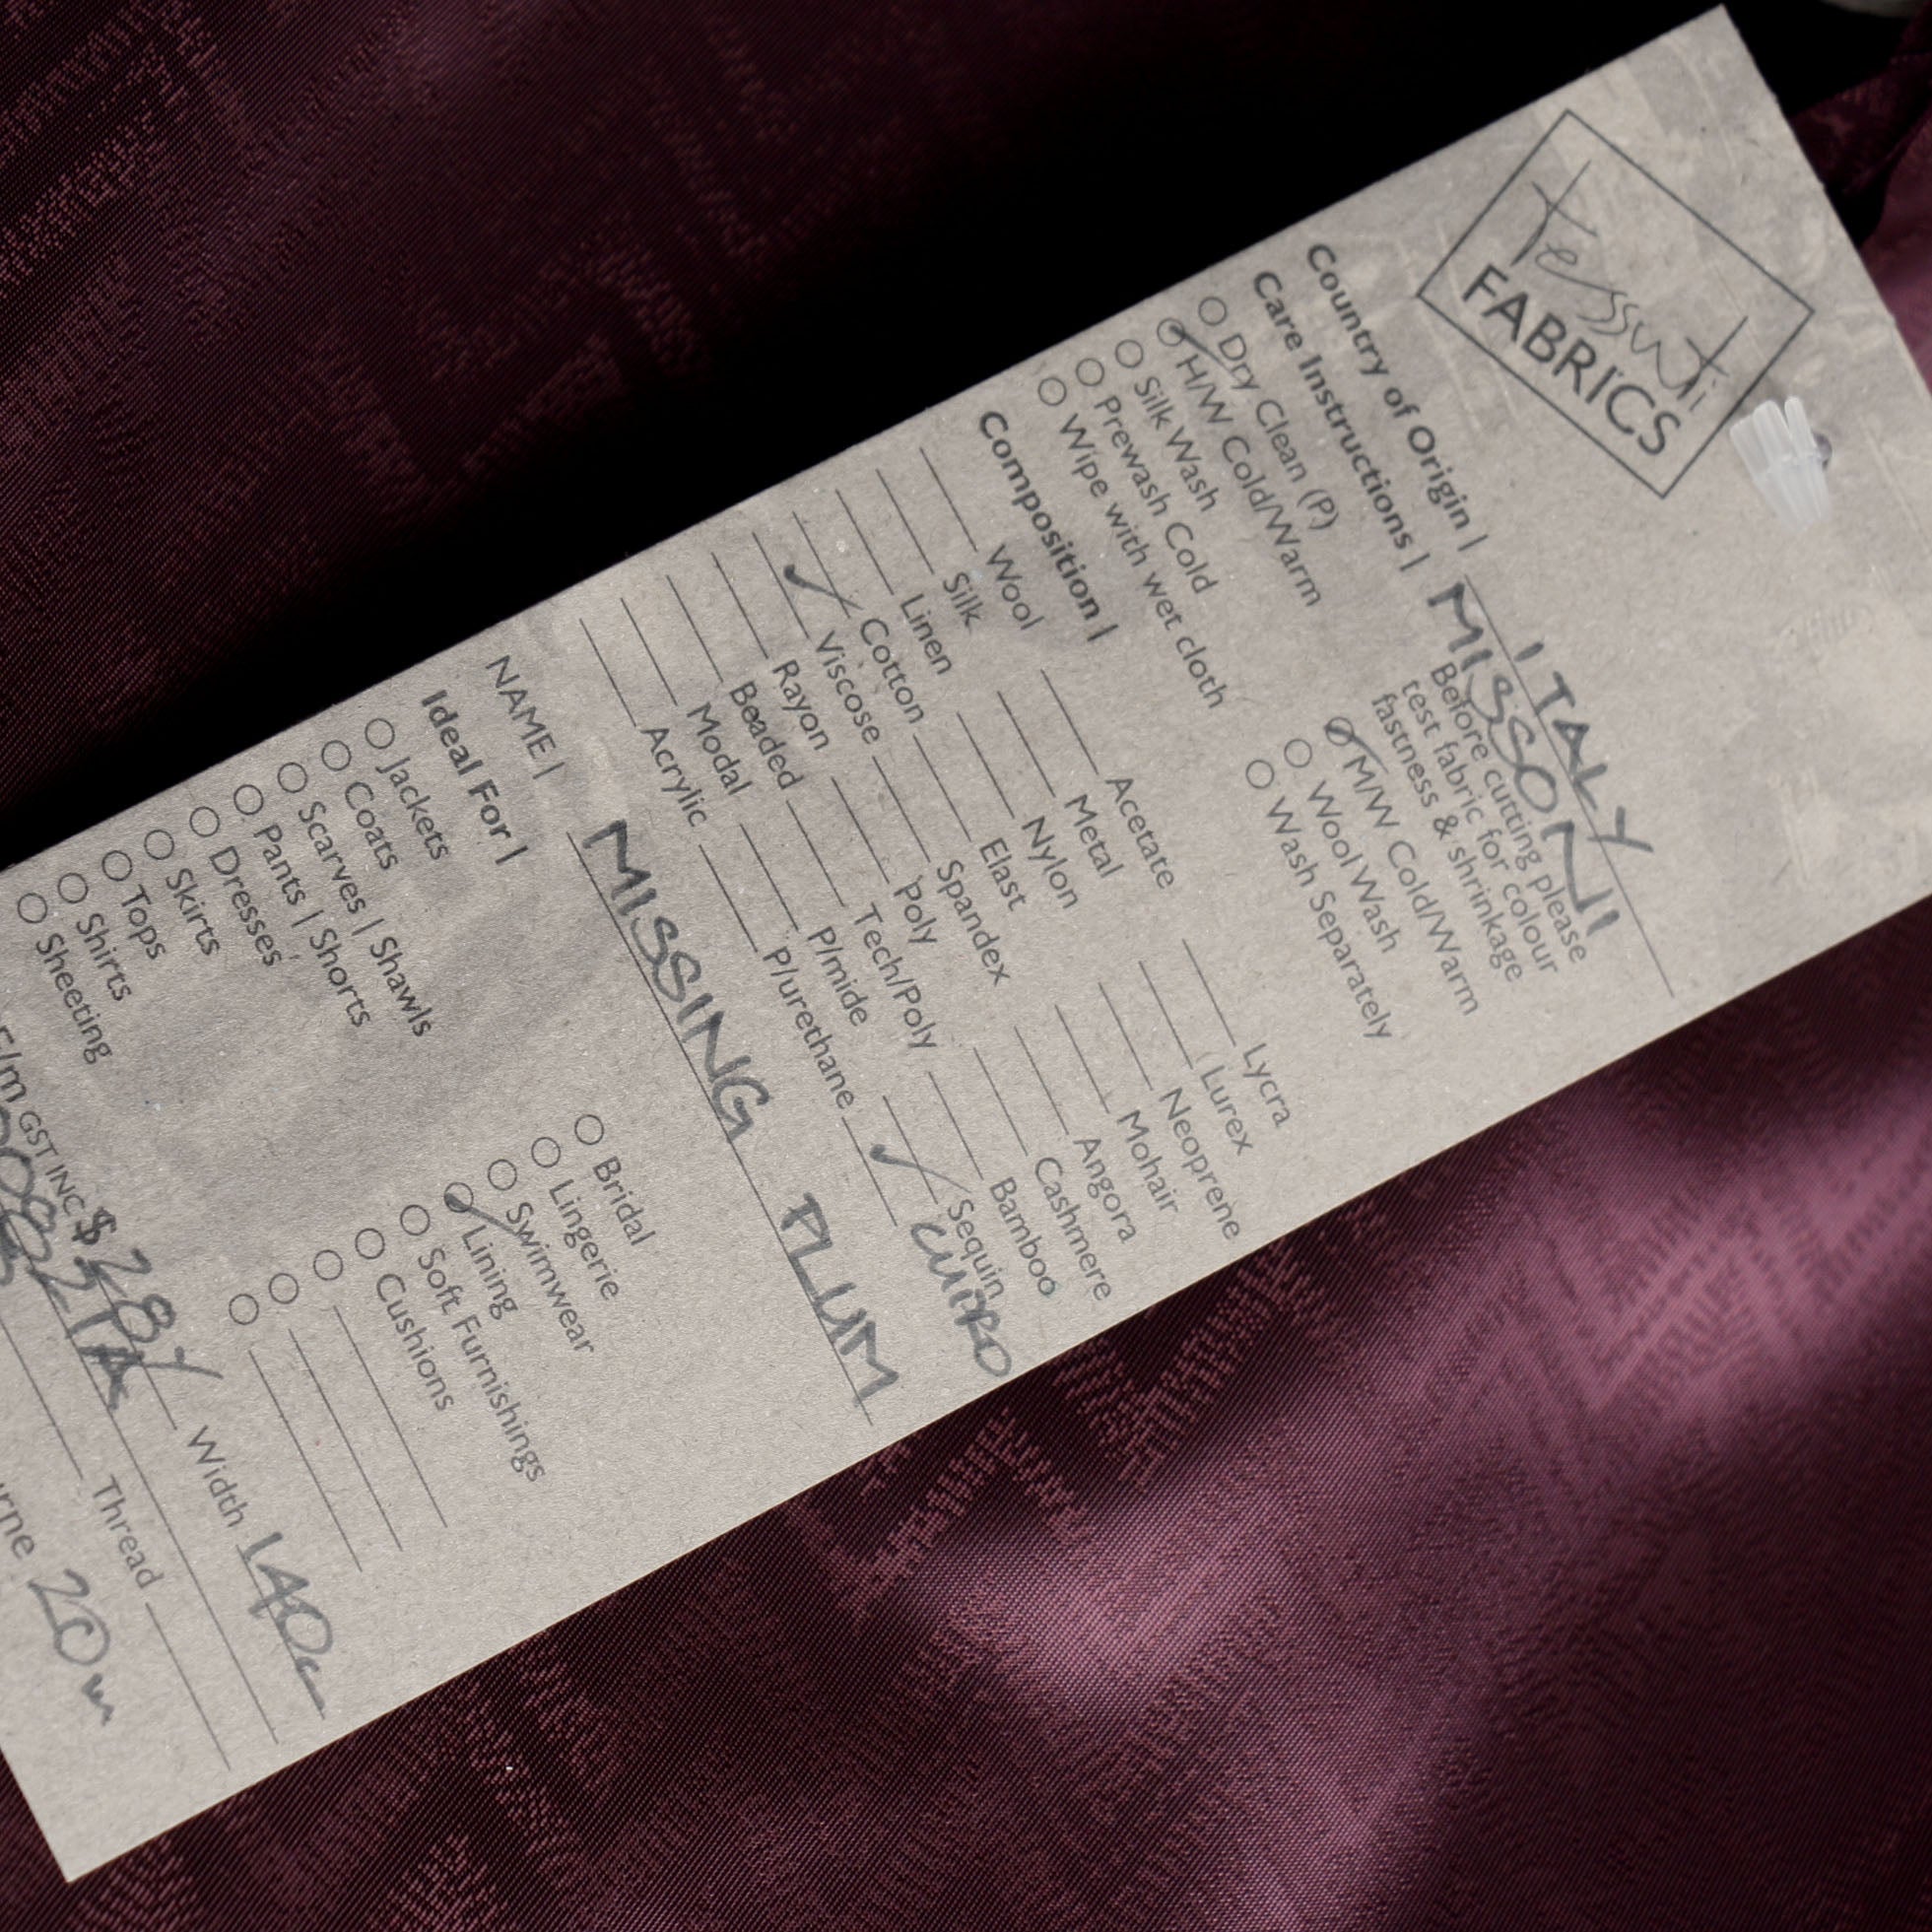 tessuti
FABRICS
Country of Origin | ITALY
MISSONI
Care Instructions |
Before cutting please
test fabric for colour
fastness & shrinkage
Dry Clean (P)
H/W Cold/Warm
Silk Wash
Prewash Cold
Wipe with wet cloth
M/W Cold/Warm
Wool Wash
Wash Separately
Composition |
Wool
Silk
Linen
Cotton
Viscose
Rayon
Beaded
Modal
Acrylic
Acetate
Metal
Nylon
Elast
Spandex
Poly
Tech/Poly
P/mide
P/urethane
Lycra
Lurex
Neoprene
Mohair
Angora
Cashmere
Bamboo
Sequin
CUPRO
NAME | MISSING PLUM
Ideal For |
Jackets
Coats
Scarves | Shawls
Pants | Shorts
Dresses
Skirts
Tops
Shirts
Sheeting
Bridal
Lingerie
Swimwear
Lining
Soft Furnishings
Cushions
GST INC $28 Width 140c
Thread
20m